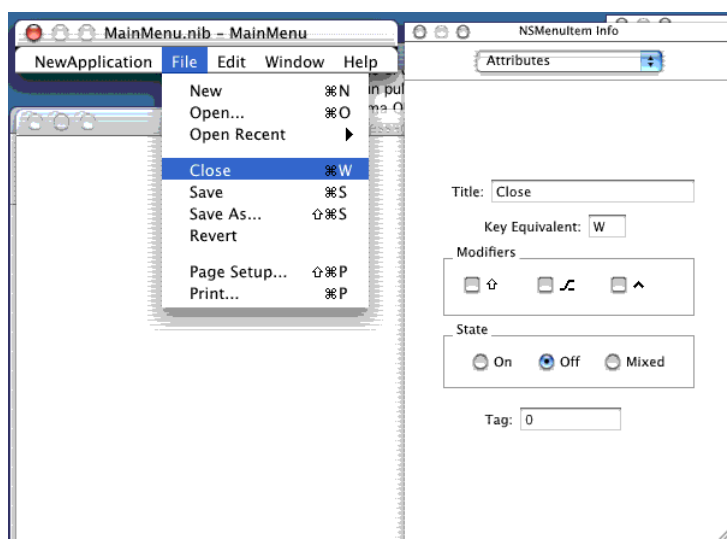 MainMenu.nib – MainMenu
NewApplication File Edit Window Help
New ⌘N
Open... ⌘O
Open Recent
Close ⌘W
Save ⌘S
Save As... ⇧⌘S
Revert
Page Setup... ⇧⌘P
Print... ⌘P
NSMenuItem Info
Attributes
Title: Close
Key Equivalent: W
Modifiers
⇧ ⌥ ^
State
On Off Mixed
Tag: 0